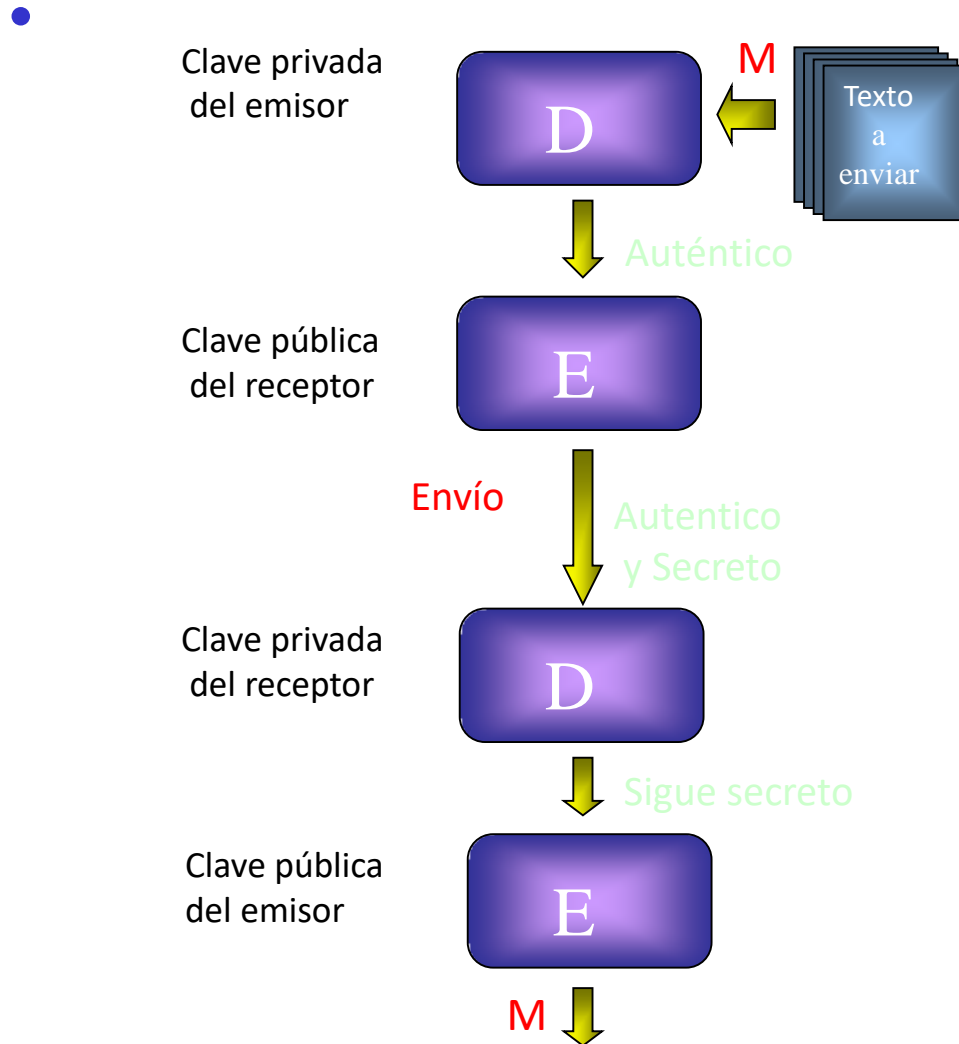 Clave privada
del emisor
D
M
Texto
a
enviar
Auténtico
Clave pública
del receptor
E
Envío
Autentico
y Secreto
Clave privada
del receptor
D
Sigue secreto
Clave pública
del emisor
E
M